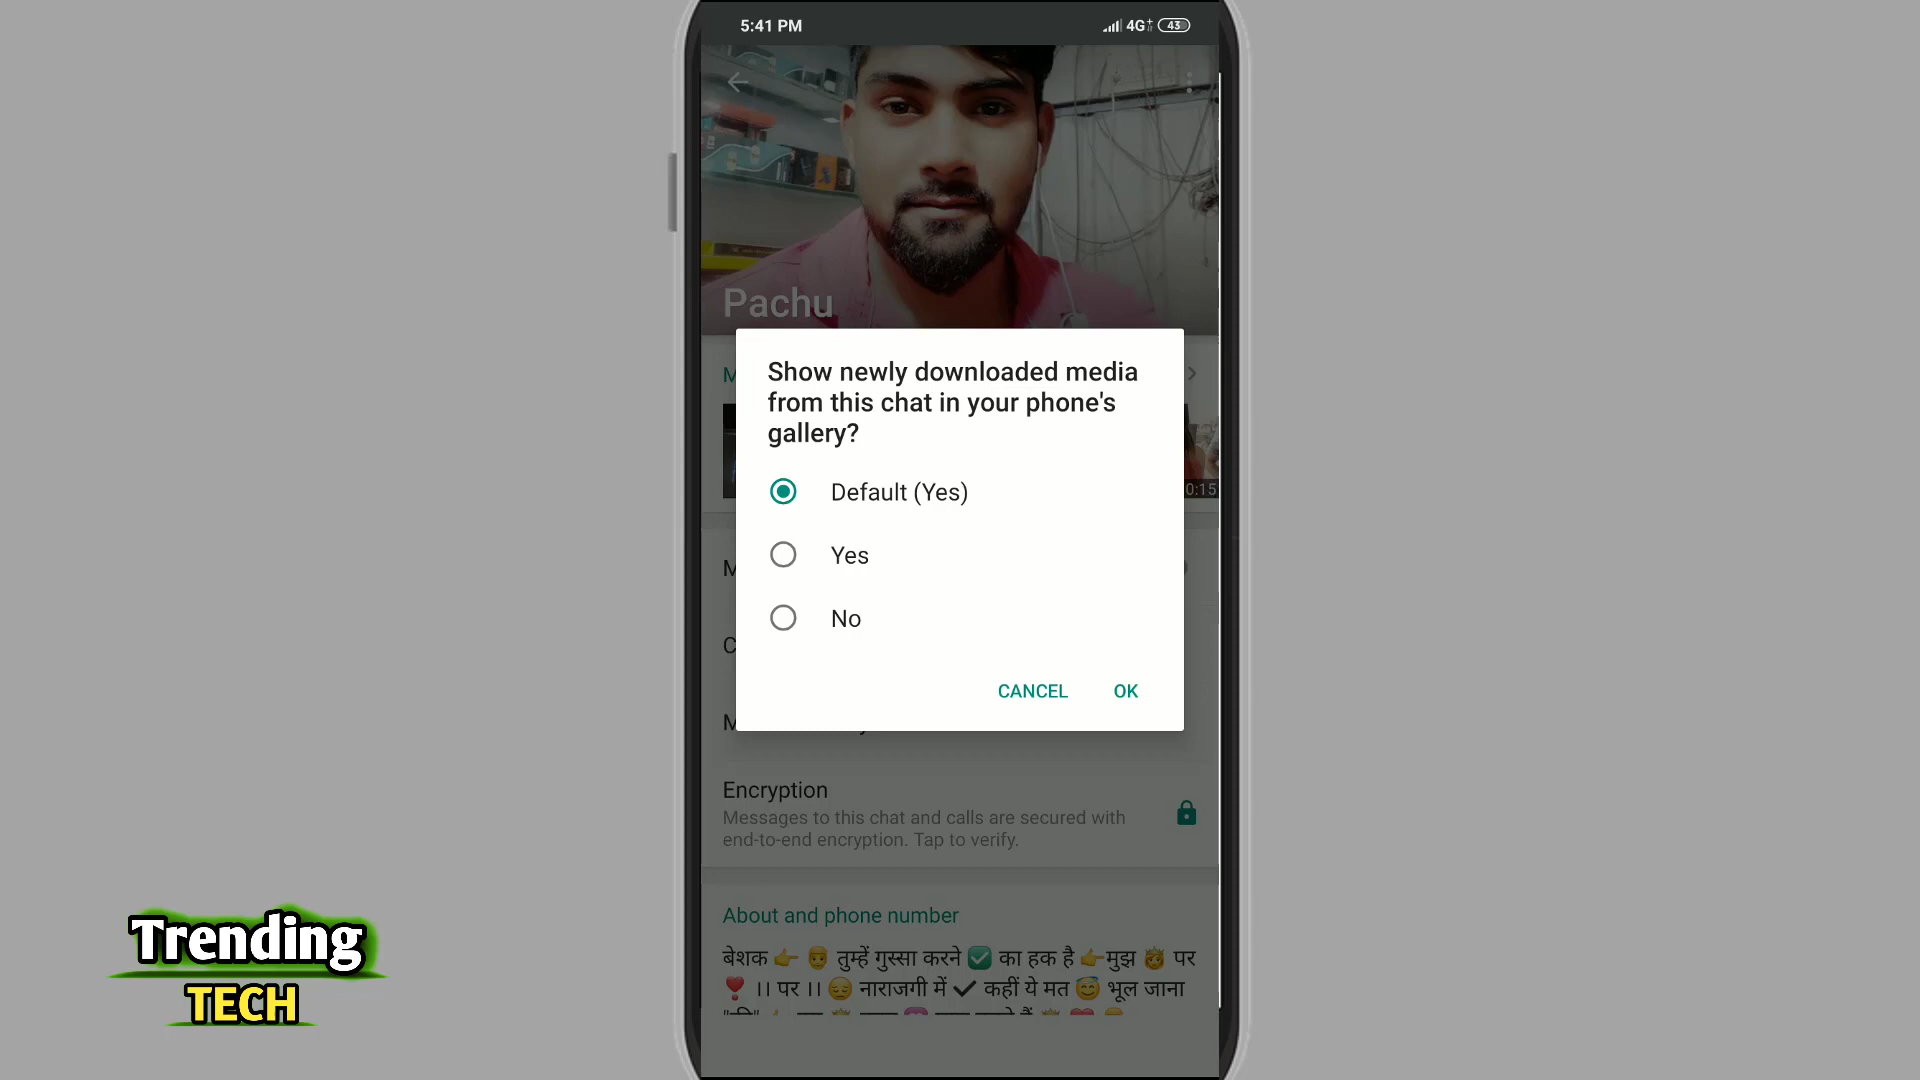 5:41 PM
4G+
43
Pachu
Show newly downloaded media
from this chat in your phone's
gallery?
0:15
Default (Yes)
Yes
No
CANCEL OK
Encryption
Messages to this chat and calls are secured with
end-to-end encryption. Tap to verify.
About and phone number
बेशक 👉 👨 तुम्हें गुस्सा करने ✅ का हक है 👉मुझ 👸 पर
❣️ ।। पर ।। 😔 नाराजगी में ✔ कहीं ये मत 😇 भूल जाना
Trending
TECH